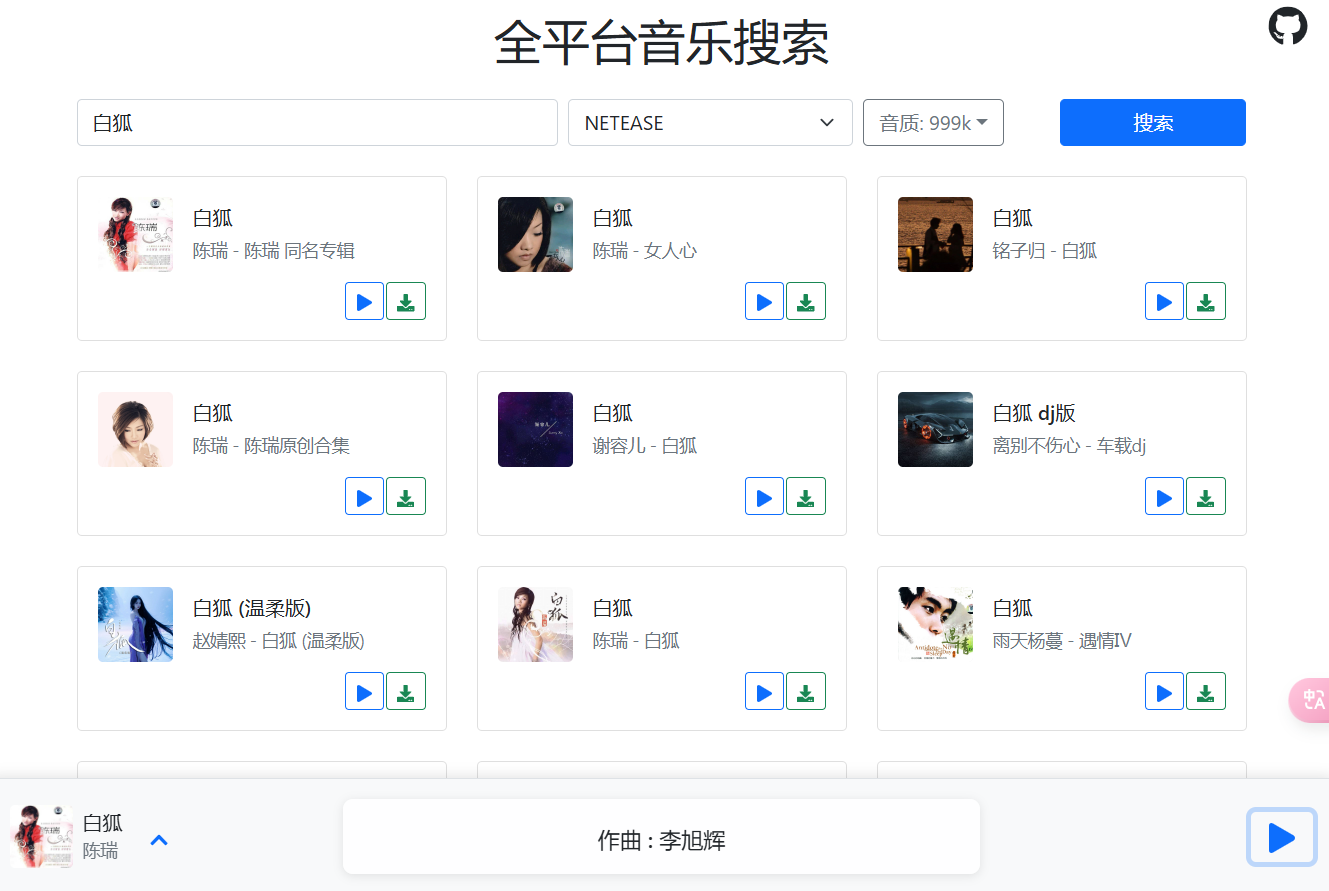 全平台音乐搜索
白狐
NETEASE
音质: 999k
搜索
白狐
陈瑞 - 陈瑞 同名专辑
白狐
陈瑞 - 女人心
白狐
铭子归 - 白狐
白狐
陈瑞 - 陈瑞原创合集
白狐
谢容儿 - 白狐
白狐 dj版
离别不伤心 - 车载dj
白狐 (温柔版)
赵婧熙 - 白狐 (温柔版)
白狐
陈瑞 - 白狐
白狐
雨天杨蔓 - 遇情IV
白狐
陈瑞
作曲 : 李旭辉